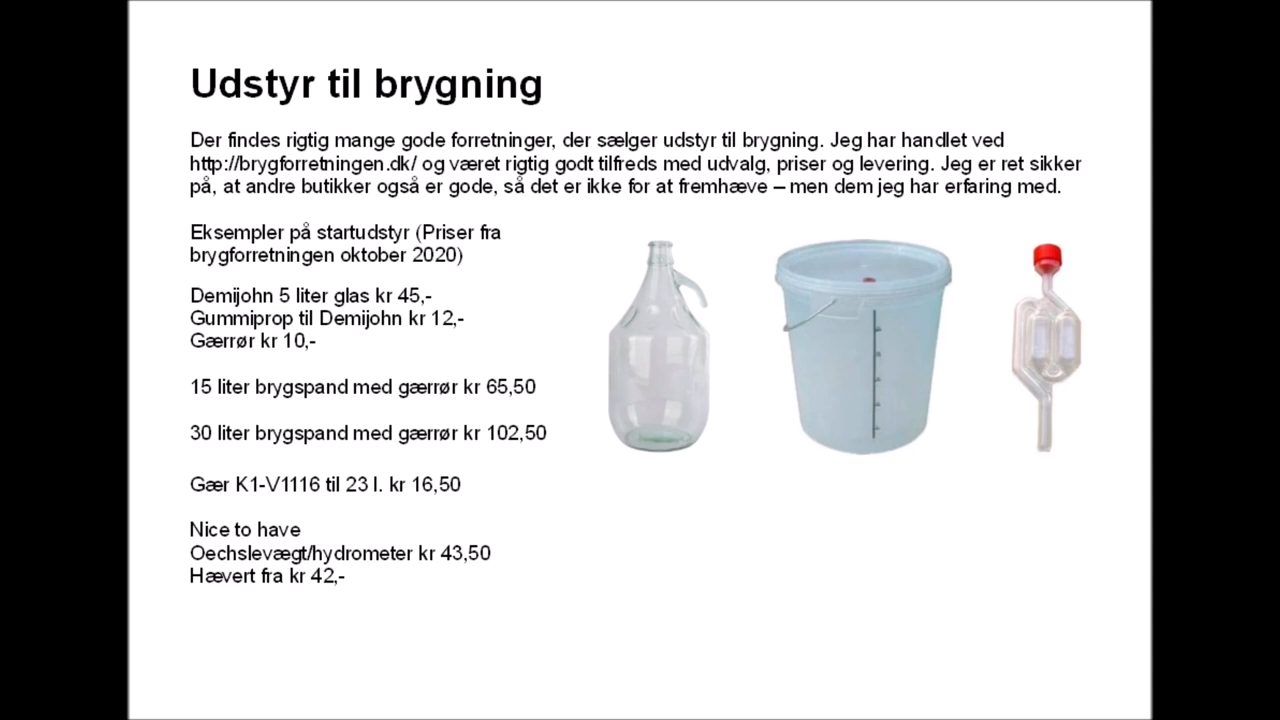 Udstyr til brygning
Der findes rigtig mange gode forretninger, der sælger udstyr til brygning. Jeg har handlet ved
http://brygforretningen.dk/ og været rigtig godt tilfreds med udvalg, priser og levering. Jeg er ret sikker
på, at andre butikker også er gode, så det er ikke for at fremhæve – men dem jeg har erfaring med.
Eksempler på startudstyr (Priser fra
brygforretningen oktober 2020)
Demijohn 5 liter glas kr 45,-
Gummiprop til Demijohn kr 12,-
Gærrør kr 10,-
15 liter brygspand med gærrør kr 65,50
30 liter brygspand med gærrør kr 102,50
Gær K1-V1116 til 23 l. kr 16,50
Nice to have
Oechslevægt/hydrometer kr 43,50
Hævert fra kr 42,-